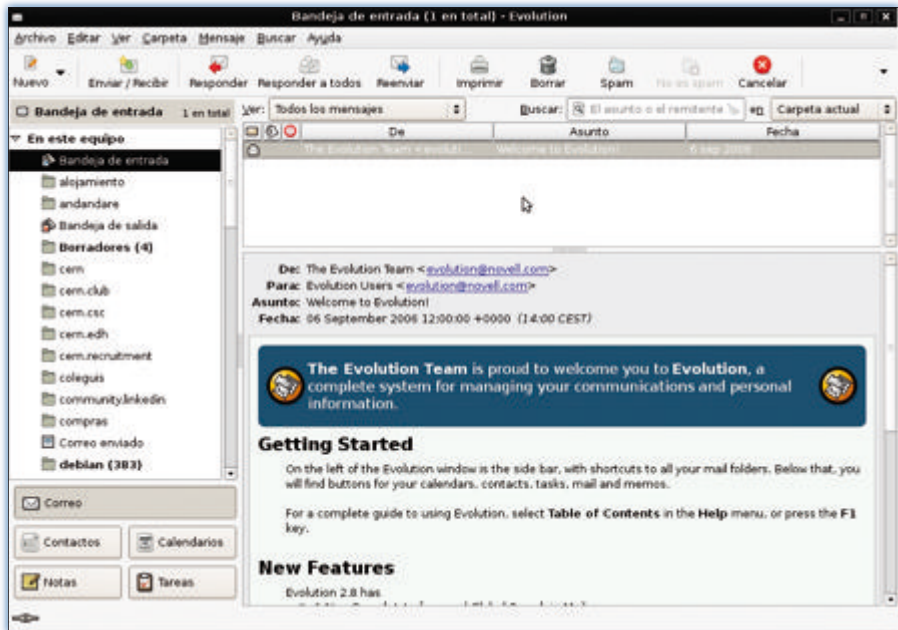 Bandeja de entrada (1 en total) - Evolution
Archivo Editar Ver Carpeta Mensaje Buscar Ayuda
Nuevo Enviar / Recibir Responder Responder a todos Reenviar Imprimir Borrar Spam No es spam Cancelar
Bandeja de entrada 1 en total Ver: Todos los mensajes Buscar: El asunto o el remitente en Carpeta actual
De Asunto Fecha
The Evolution Team <evoluti... Welcome to Evolution! 6 sep 2006
En este equipo
Bandeja de entrada
alojamiento
andandare
Bandeja de salida
Borradores (4)
cern
cern.club
cern.csc
cern.edh
cern.recruitment
coleguis
community.linkedin
compras
Correo enviado
debian (383)
Correo
Contactos Calendarios
Notas Tareas
De: The Evolution Team <evolution@novell.com>
Para: Evolution Users <evolution@novell.com>
Asunto: Welcome to Evolution!
Fecha: 06 September 2006 12:00:00 +0000 (14:00 CEST)
The Evolution Team is proud to welcome you to Evolution, a
complete system for managing your communications and personal
information.
Getting Started
On the left of the Evolution window is the side bar, with shortcuts to all your mail folders. Below that, you
will find buttons for your calendars, contacts, tasks, mail and memos.
For a complete guide to using Evolution, select Table of Contents in the Help menu, or press the F1
key.
New Features
Evolution 2.8 has